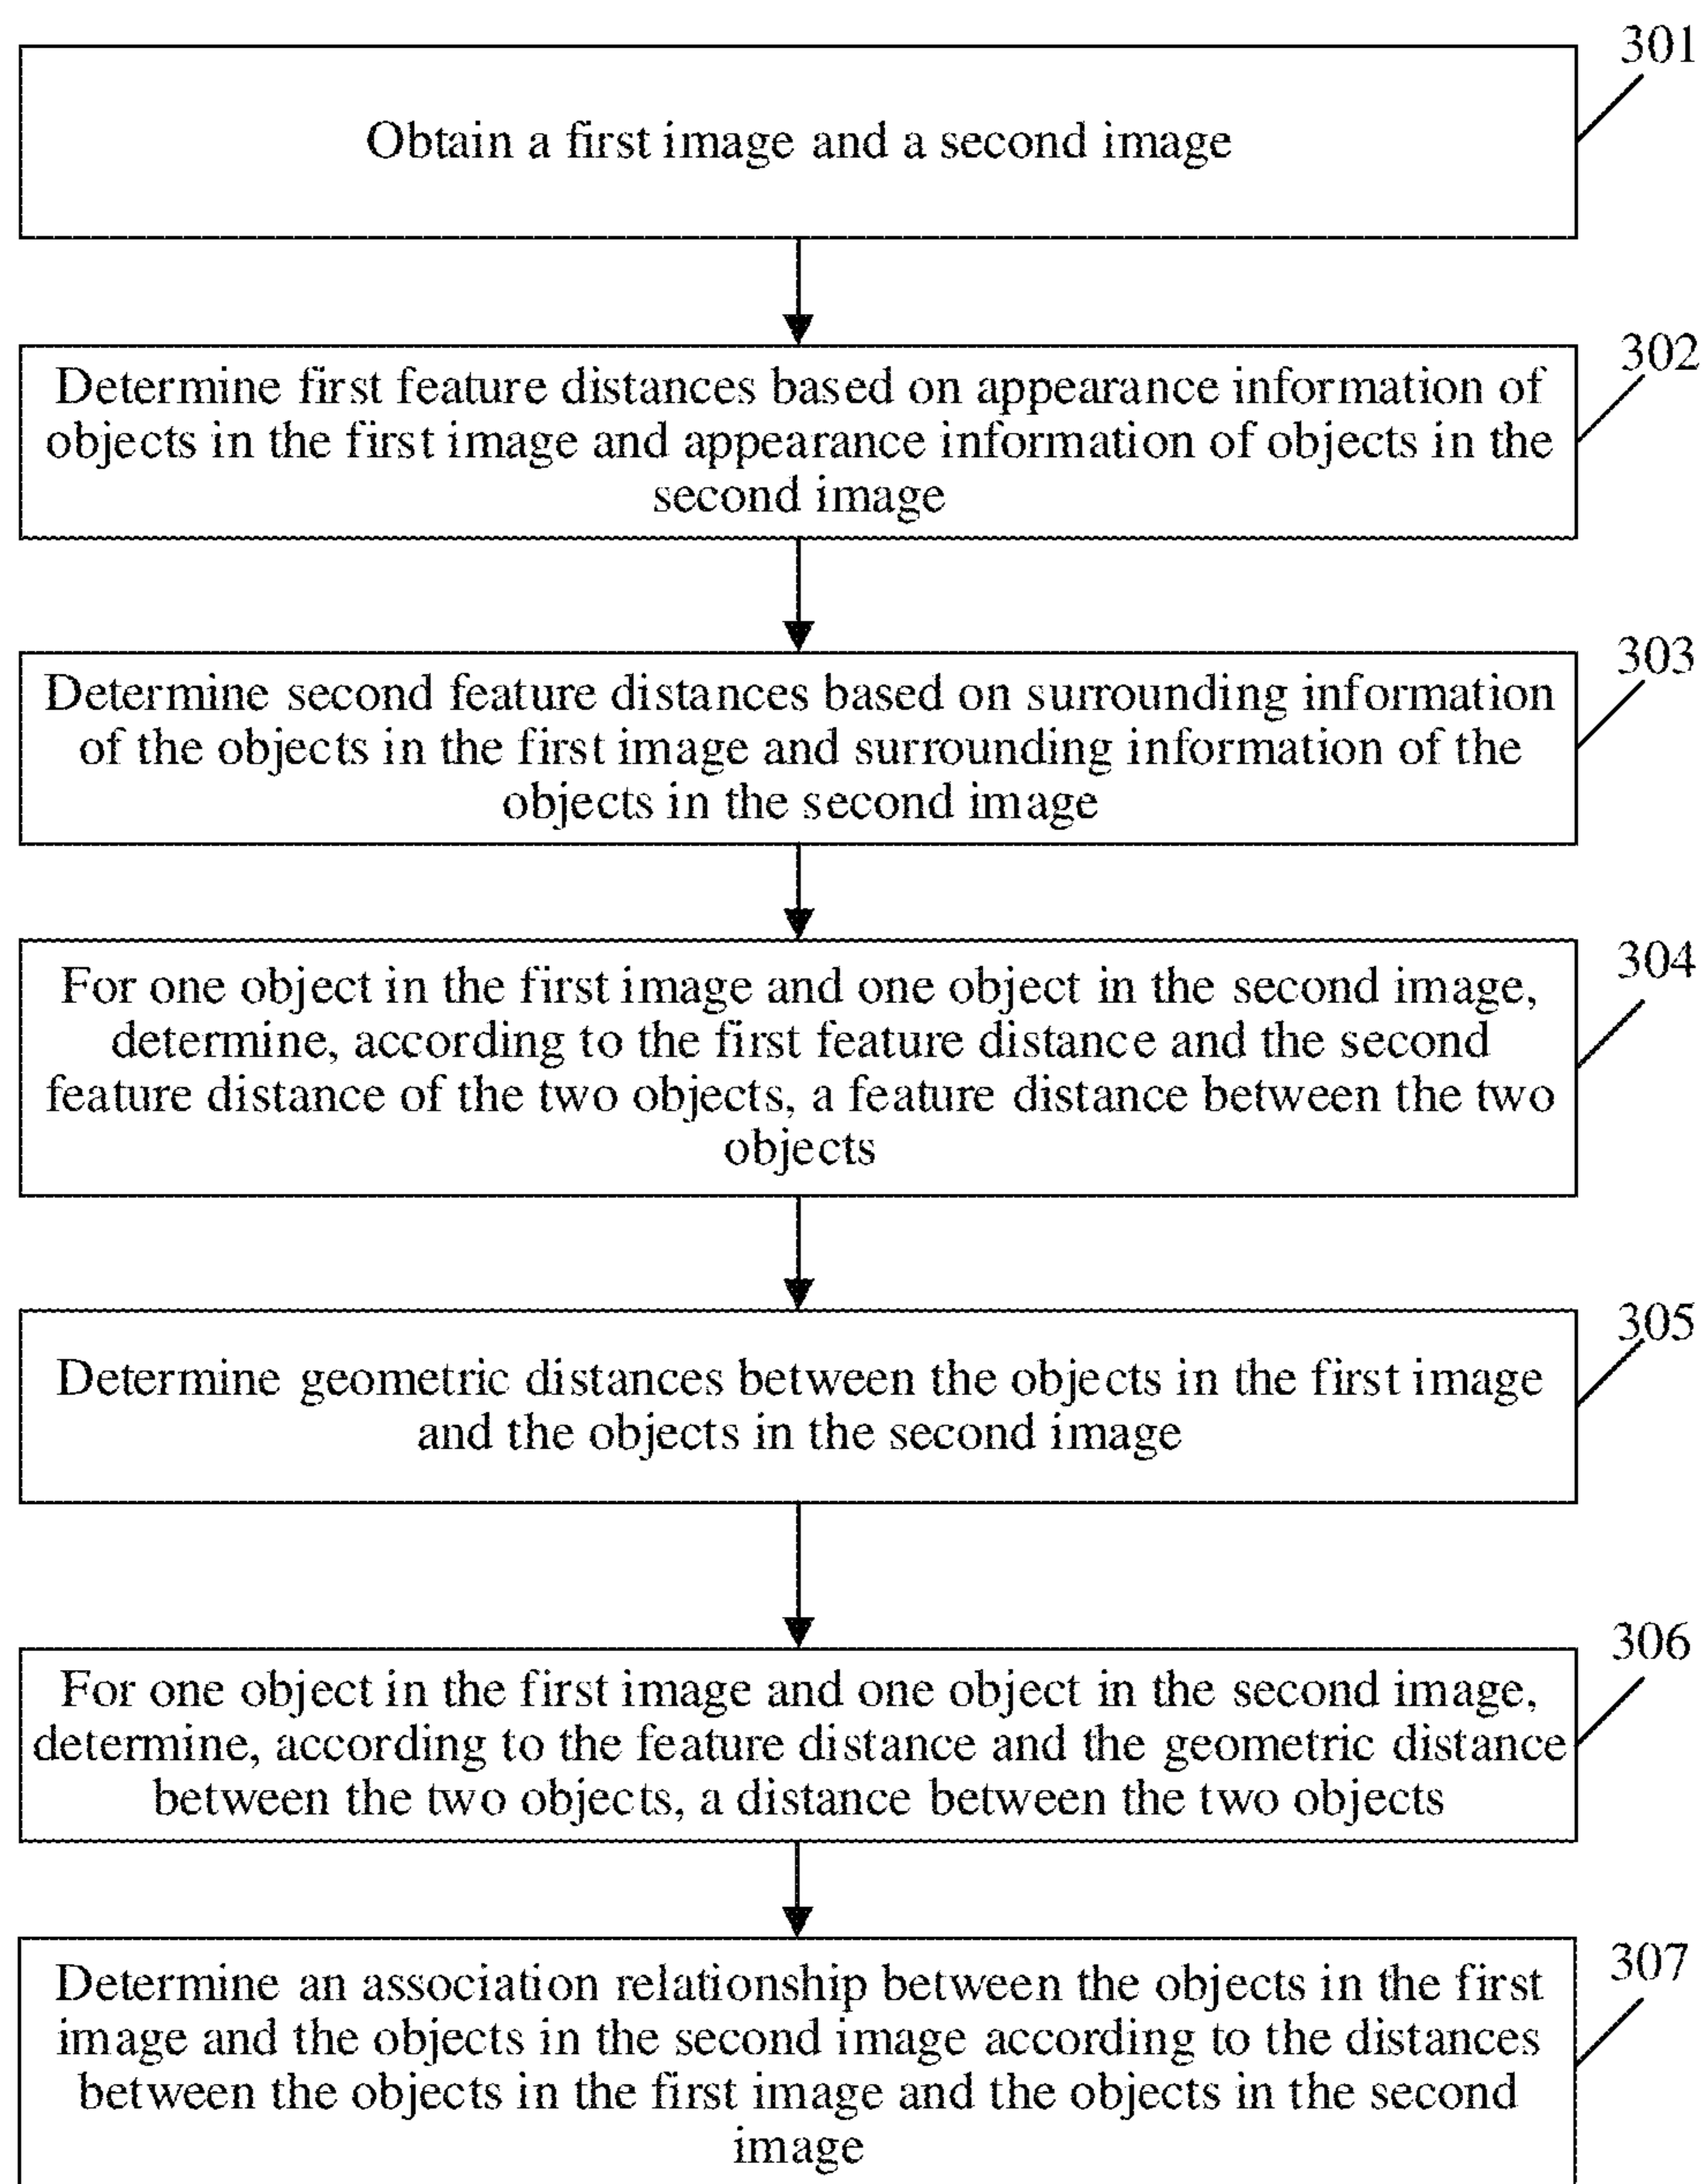 301
Obtain a first image and a second image
302
Determine first feature distances based on appearance information of
objects in the first image and appearance information of objects in the
second image
303
Determine second feature distances based on surrounding information
of the objects in the first image and surrounding information of the
objects in the second image
304
For one object in the first image and one object in the second image,
determine, according to the first feature distance and the second
feature distance of the two objects, a feature distance between the two
objects
305
Determine geometric distances between the objects in the first image
and the objects in the second image
306
For one object in the first image and one object in the second image,
determine, according to the feature distance and the geometric distance
between the two objects, a distance between the two objects
307
Determine an association relationship between the objects in the first
image and the objects in the second image according to the distances
between the objects in the first image and the objects in the second
image